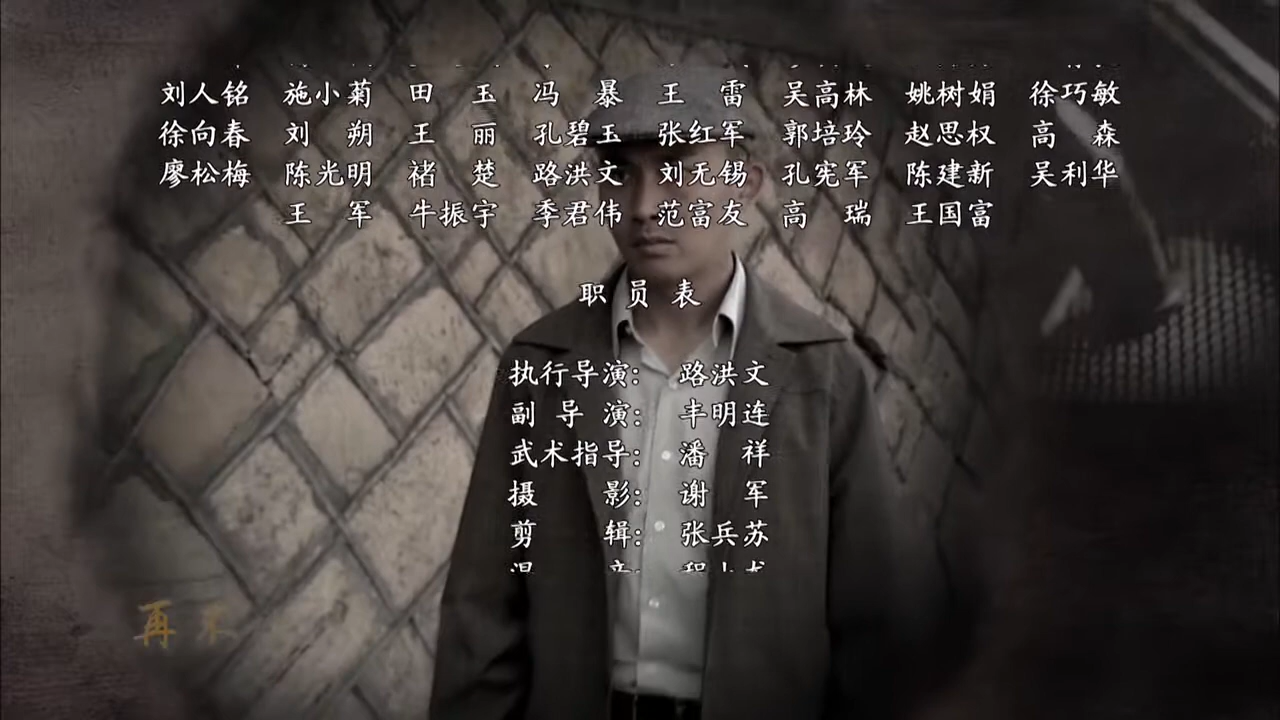 刘人铭 施小菊 田 玉 冯 暴 王 雷 吴高林 姚树娟 徐巧敏
徐向春 刘 朔 王 丽 孔碧玉 张红军 郭培玲 赵思权 高 森
廖松梅 陈光明 褚 楚 路洪文 刘无锡 孔宪军 陈建新 吴利华
王 军 牛振宇 季君伟 范富友 高 瑞 王国富
职 员 表
执行导演: 路洪文
副 导 演: 丰明连
武术指导: 潘 祥
摄 影: 谢 军
剪 辑: 张兵苏
再